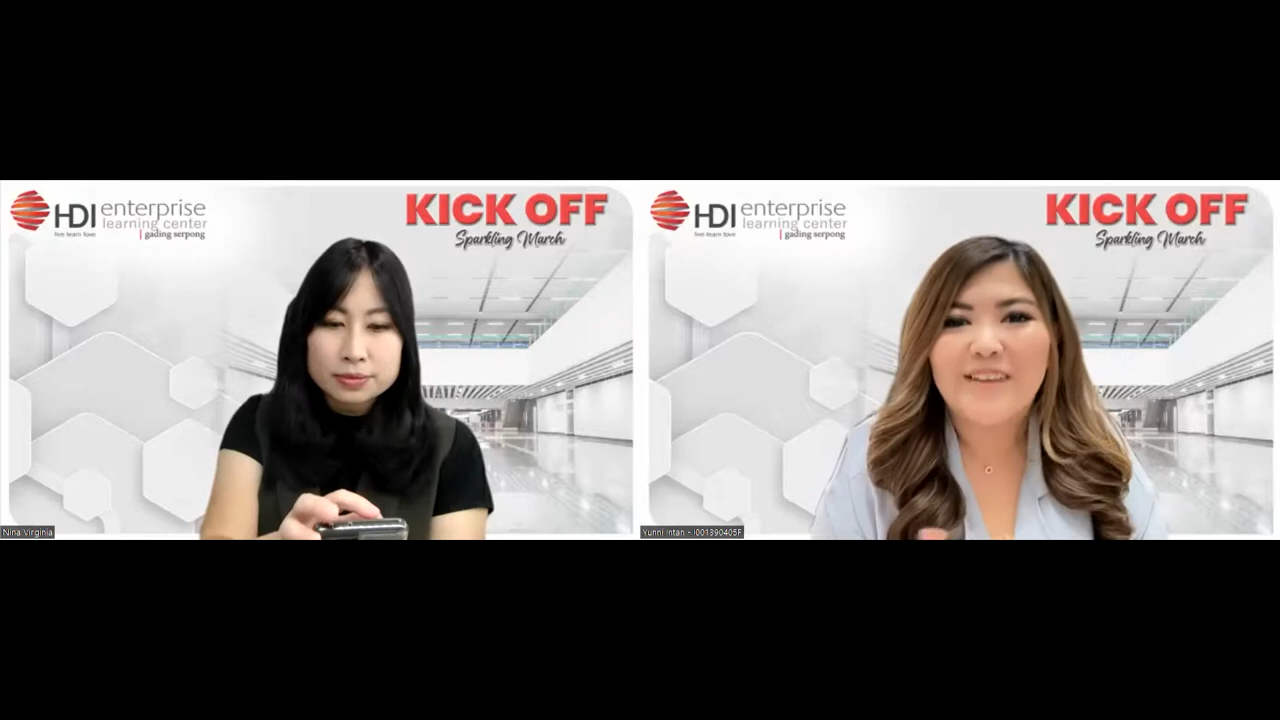 HDI enterprise
learning center
live learn love | gading serpong
KICK OFF
Sparkling March
HDI enterprise
learning center
live learn love | gading serpong
KICK OFF
Sparkling March
Nina Virginia
Yunni Intan - I001390405F